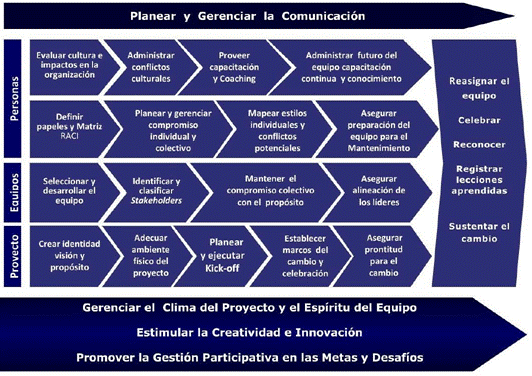 Planear y Gerenciar la Comunicación
Personas
Evaluar cultura e
impactos en la
organización
Administrar
conflictos
culturales
Proveer
capacitación
y Coaching
Administrar futuro del
equipo capacitación
continua y conocimiento
Definir
papeles y Matriz
RACI
Planear y gerenciar
compromiso
individual y
colectivo
Mapear estilos
individuales y
conflictos
potenciales
Asegurar
preparación del
equipo para el
Mantenimiento
Equipos
Seleccionar y
desarrollar el
equipo
Identificar y
clasificar
Stakeholders
Mantener el
compromiso colectivo
con el propósito
Asegurar
alineación de
los líderes
Proyecto
Crear identidad
visión y
propósito
Adecuar
ambiente
físico del
proyecto
Planear
y ejecutar
Kick-off
Establecer
marcos del
cambio y
celebración
Asegurar
prontitud
para el
cambio
Reasignar el
equipo
Celebrar
Reconocer
Registrar
lecciones
aprendidas
Sustentar el
cambio
Gerenciar el Clima del Proyecto y el Espíritu del Equipo
Estimular la Creatividad e Innovación
Promover la Gestión Participativa en las Metas y Desafíos